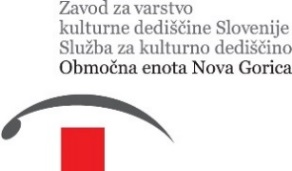 Zavod za varstvo
kulturne dediščine Slovenije
Služba za kulturno dediščino
Območna enota Nova Gorica